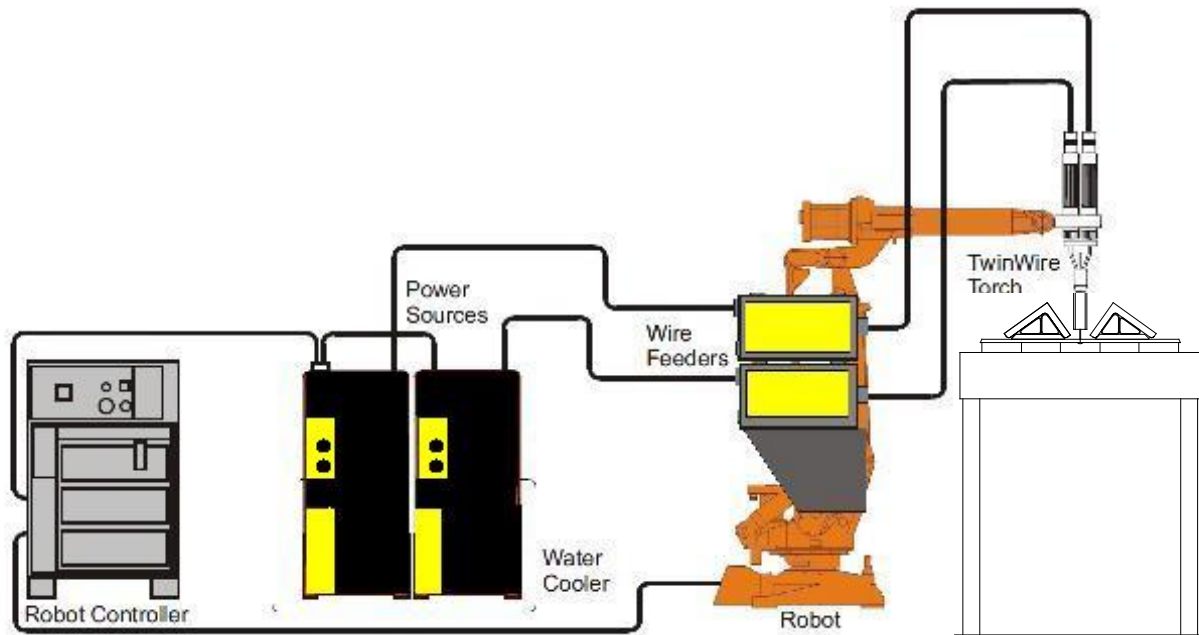 TwinWire
Torch
Power
Sources
Wire
Feeders
Water
Cooler
Robot Controller
Robot